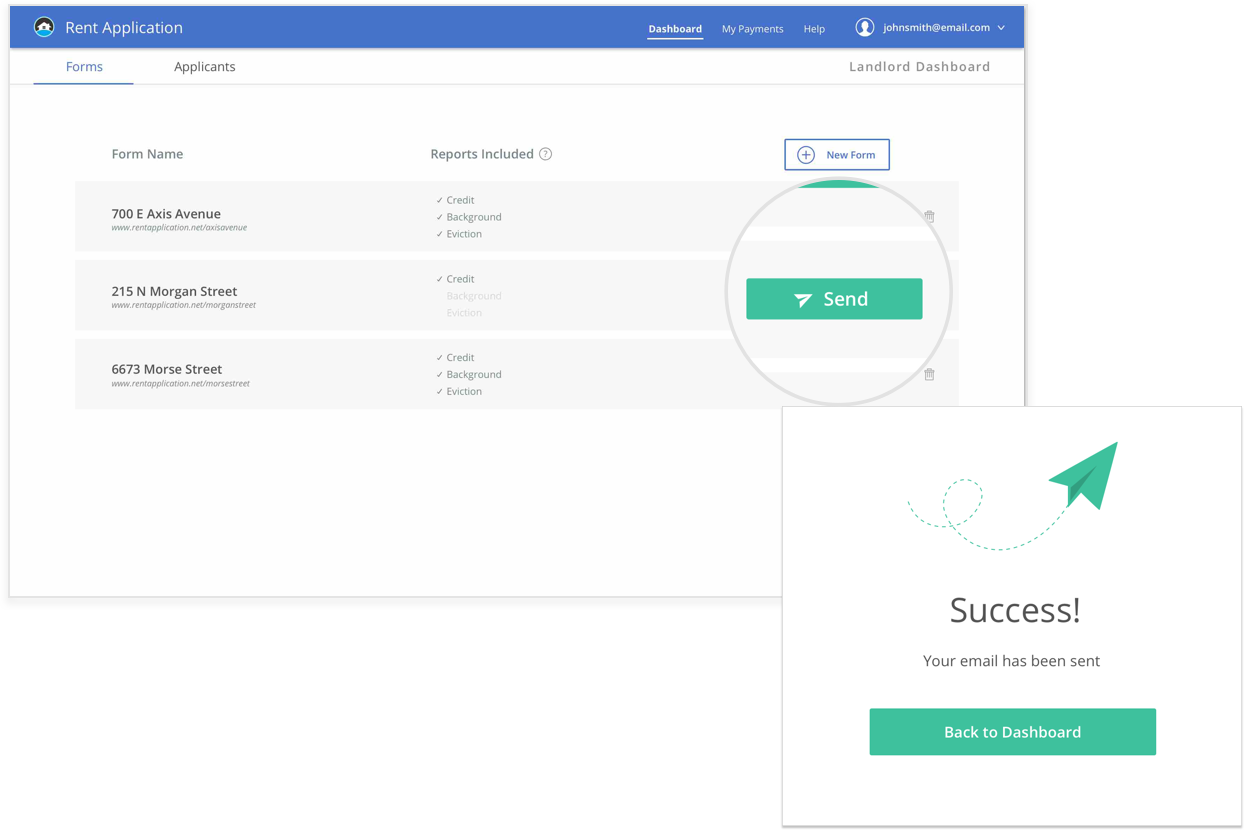 Rent Application
Dashboard My Payments Help johnsmith@email.com
Forms Applicants Landlord Dashboard
Form Name Reports Included ? New Form
700 E Axis Avenue
www.rentapplication.net/axisavenue
✓ Credit
✓ Background
✓ Eviction
215 N Morgan Street
www.rentapplication.net/morganstreet
✓ Credit
Background
Eviction
Send
6673 Morse Street
www.rentapplication.net/morsestreet
✓ Credit
✓ Background
✓ Eviction
Success!
Your email has been sent
Back to Dashboard